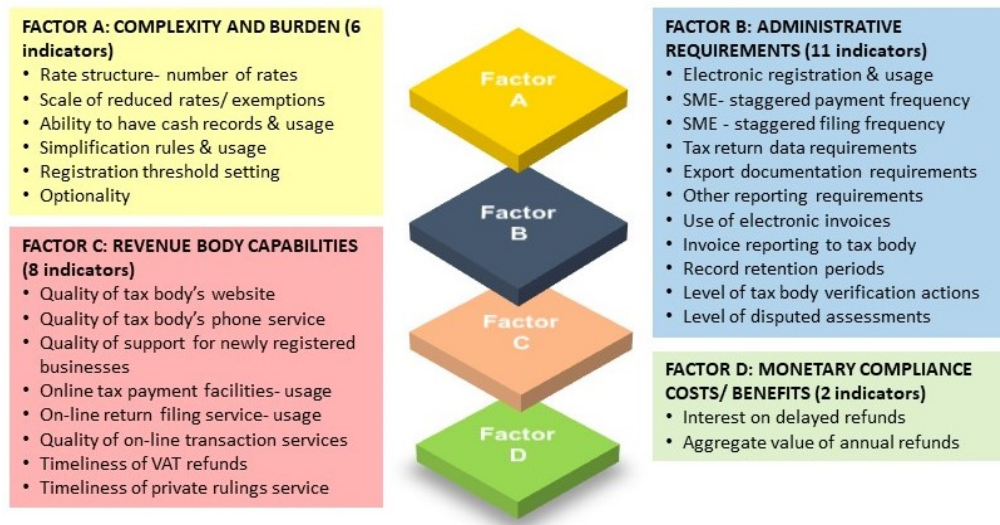 FACTOR A: COMPLEXITY AND BURDEN (6
indicators)
• Rate structure- number of rates
• Scale of reduced rates/ exemptions
• Ability to have cash records & usage
• Simplification rules & usage
• Registration threshold setting
• Optionality
FACTOR C: REVENUE BODY CAPABILITIES
(8 indicators)
• Quality of tax body's website
• Quality of tax body's phone service
• Quality of support for newly registered
businesses
• Online tax payment facilities- usage
• On-line return filing service- usage
• Quality of on-line transaction services
• Timeliness of VAT refunds
• Timeliness of private rulings service
Factor
A
Factor
B
Factor
C
Factor
D
FACTOR B: ADMINISTRATIVE
REQUIREMENTS (11 indicators)
• Electronic registration & usage
• SME- staggered payment frequency
• SME - staggered filing frequency
• Tax return data requirements
• Export documentation requirements
• Other reporting requirements
• Use of electronic invoices
• Invoice reporting to tax body
• Record retention periods
• Level of tax body verification actions
• Level of disputed assessments
FACTOR D: MONETARY COMPLIANCE
COSTS/ BENEFITS (2 indicators)
• Interest on delayed refunds
• Aggregate value of annual refunds